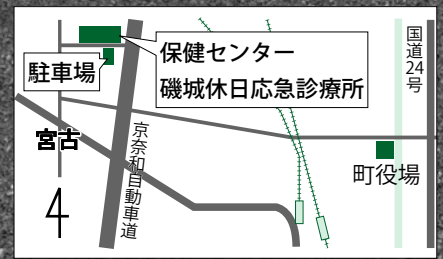 保健センター
磯城休日応急診療所
駐車場
国道24号
宮古
京奈和自動車道
町役場